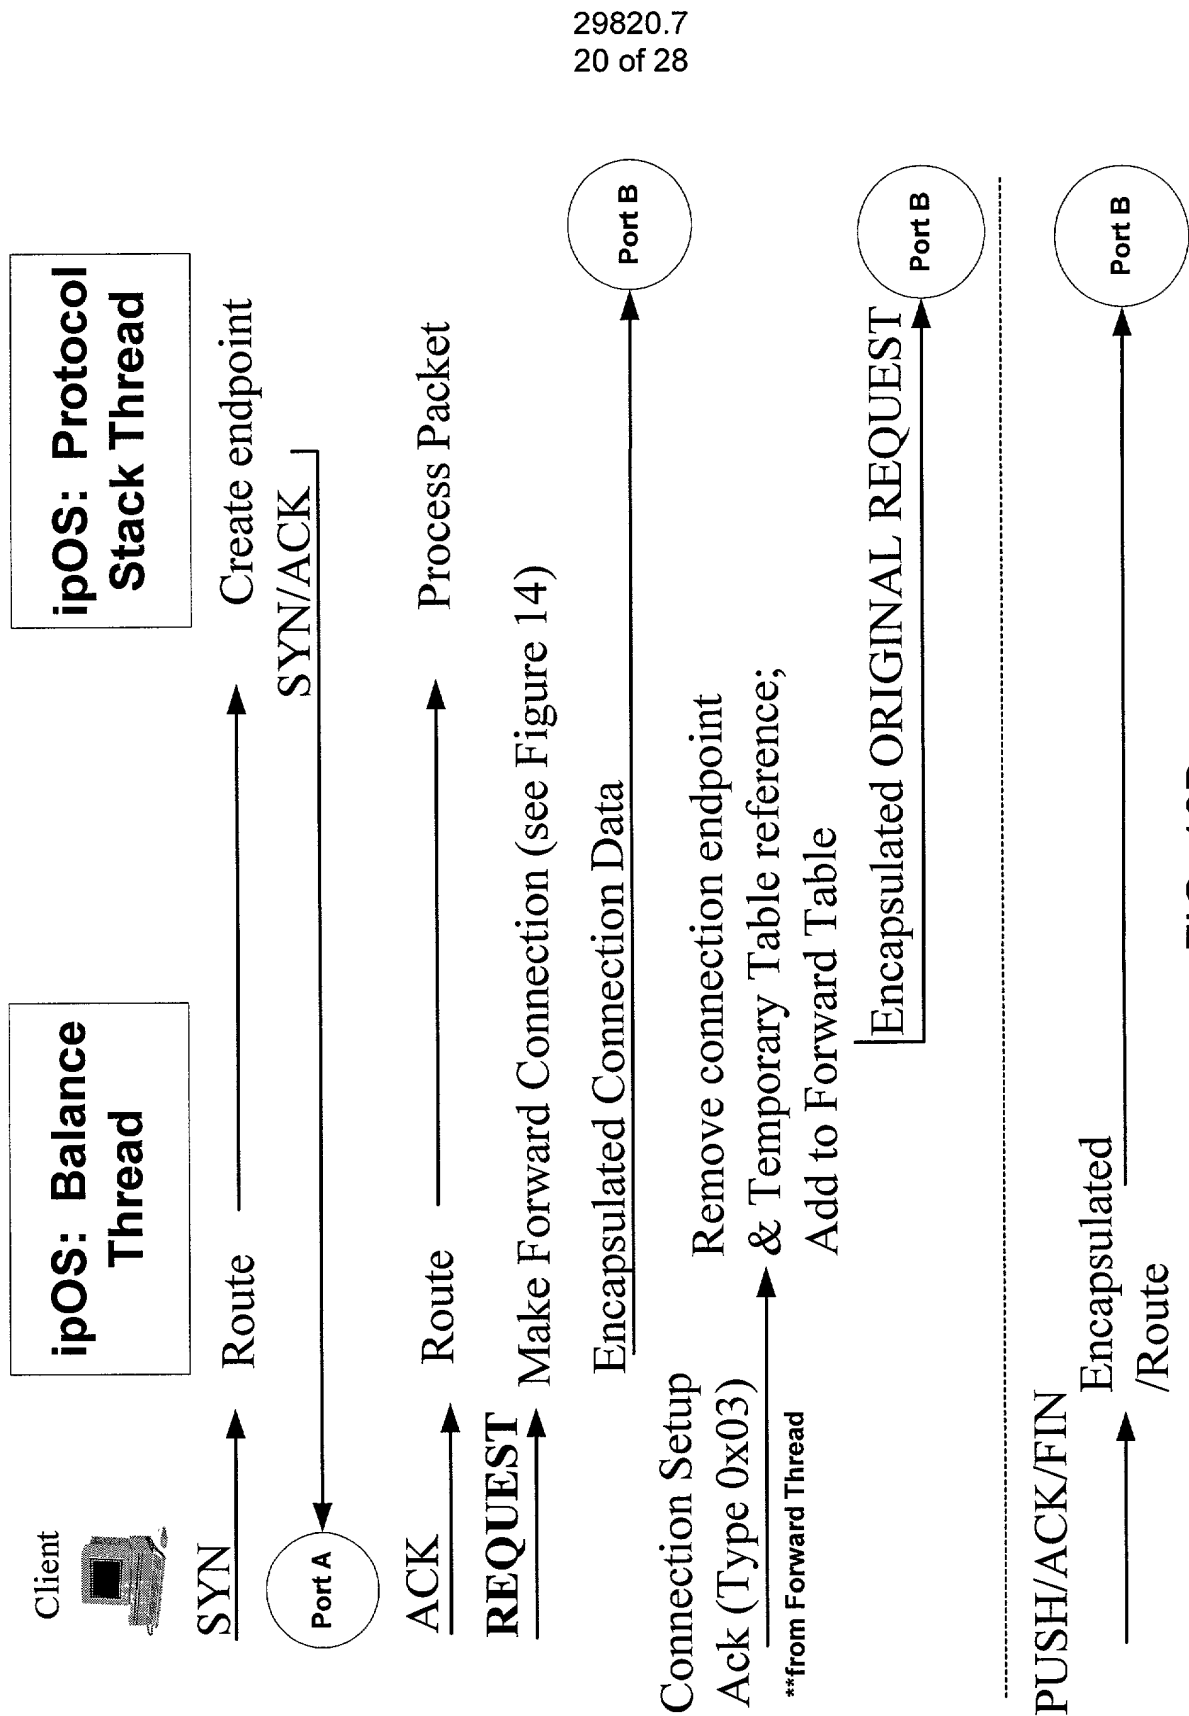 29820.7
20 of 28
Client
ipOS: Balance
Thread
ipOS: Protocol
Stack Thread
SYN
Route
Create endpoint
SYN/ACK
Port A
ACK
Route
Process Packet
REQUEST
Make Forward Connection (see Figure 14)
Encapsulated Connection Data
Port B
Connection Setup
Ack (Type 0x03)
**from Forward Thread
Remove connection endpoint
& Temporary Table reference;
Add to Forward Table
Encapsulated ORIGINAL REQUEST
Port B
PUSH/ACK/FIN
Encapsulated
/Route
Port B